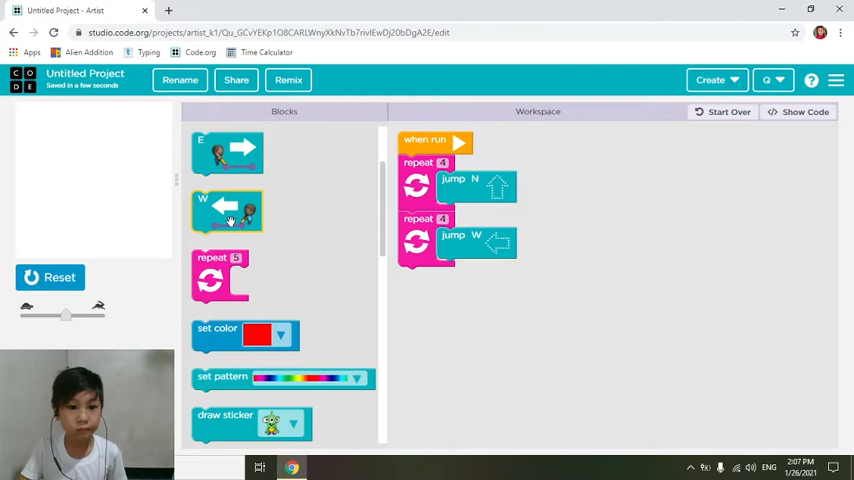 Untitled Project - Artist
studio.code.org/projects/artist_k1/Qu_GCvYEKp1O8CARLWnyXkNvTb7nvIEwDj20bDgA2E/edit
Apps
Alien Addition
Typing
Code.org
Time Calculator
C O
D E
Untitled Project
Saved in a few seconds
Rename
Share
Remix
Create
Q
?
Blocks
Workspace
Start Over
Show Code
E
W
repeat 5
set color
set pattern
draw sticker
when run
repeat 4
jump N
repeat 4
jump W
Reset
ENG
2:07 PM
1/26/2021